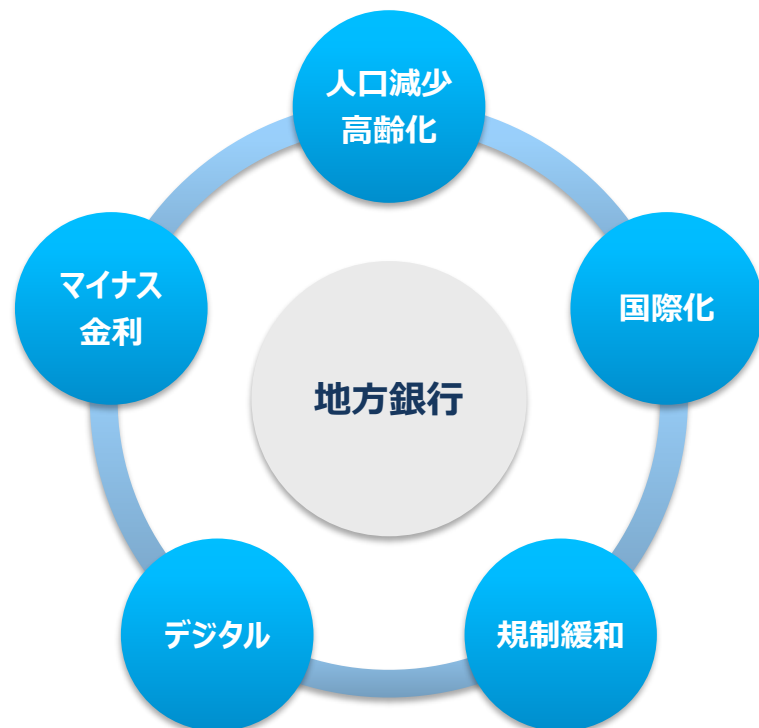 人口減少
高齢化
マイナス
金利
国際化
地方銀行
デジタル
規制緩和